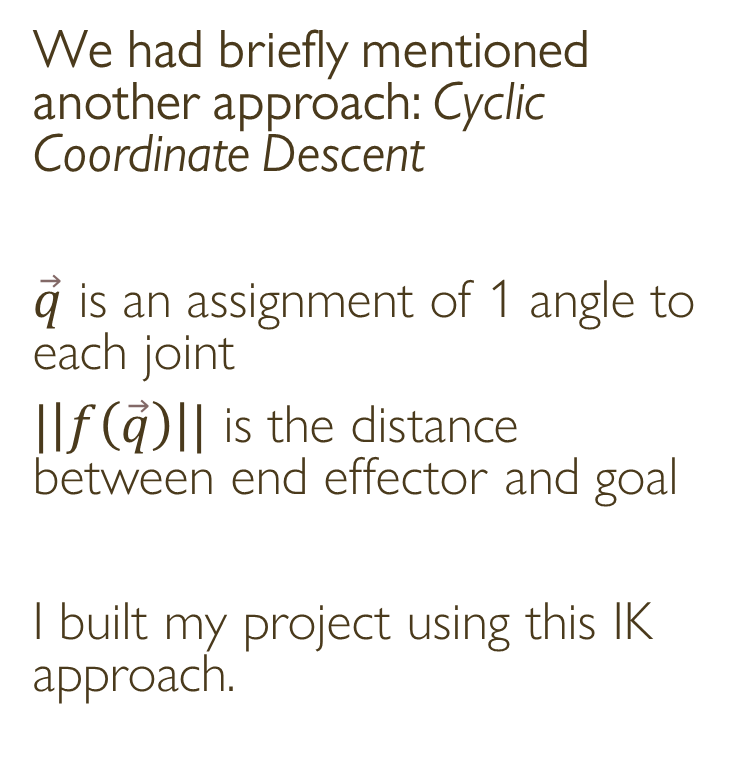 We had briefly mentioned
another approach: Cyclic
Coordinate Descent
$\vec{q}$ is an assignment of 1 angle to
each joint
$||f(\vec{q})||$ is the distance
between end effector and goal
I built my project using this IK
approach.